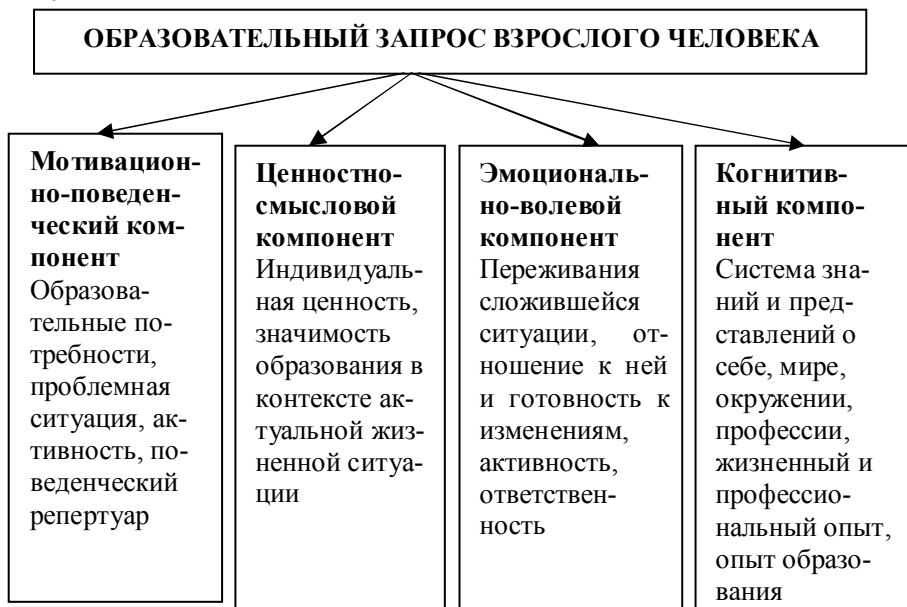 ОБРАЗОВАТЕЛЬНЫЙ ЗАПРОС ВЗРОСЛОГО ЧЕЛОВЕКА
Мотивацион-
но-поведен-
ческий ком-
понент
Образова-
тельные по-
требности,
проблемная
ситуация, ак-
тивность, по-
веденческий
репертуар
Ценностно-
смысловой
компонент
Индивидуаль-
ная ценность,
значимость
образования в
контексте ак-
туальной жиз-
ненной ситуа-
ции
Эмоциональ-
но-волевой
компонент
Переживания
сложившейся
ситуации, от-
ношение к ней
и готовность к
изменениям,
активность,
ответствен-
ность
Когнитив-
ный компо-
нент
Система зна-
ний и пред-
ставлений о
себе, мире,
окружении,
профессии,
жизненный и
профессио-
нальный опыт,
опыт образо-
вания